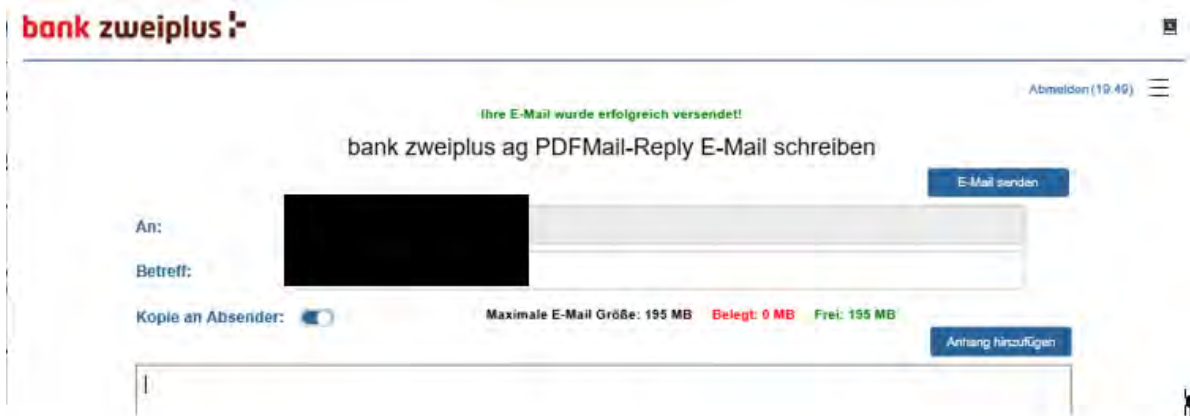 bank zweiplus
Abmelden (19:49)
Ihre E-Mail wurde erfolgreich versendet!
bank zweiplus ag PDFMail-Reply E-Mail schreiben
E-Mail senden
An:
Betreff:
Kopie an Absender:
Maximale E-Mail Größe: 195 MB Belegt: 0 MB Frei: 195 MB
Anhang hinzufügen